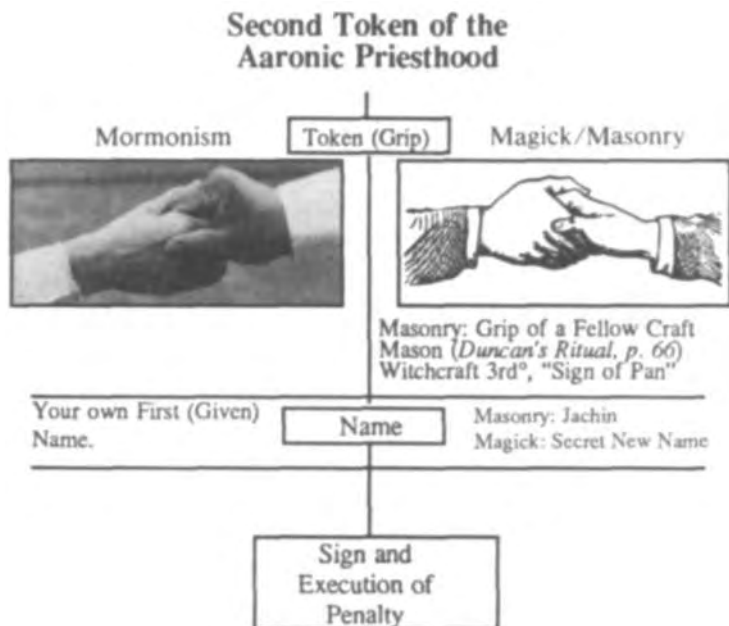 Second Token of the
Aaronic Priesthood
Mormonism
Token (Grip)
Magick/Masonry
Masonry: Grip of a Fellow Craft
Mason (Duncan's Ritual, p. 66)
Witchcraft 3rd°, "Sign of Pan"
Your own First (Given)
Name.
Name
Masonry: Jachin
Magick: Secret New Name
Sign and
Execution of
Penalty